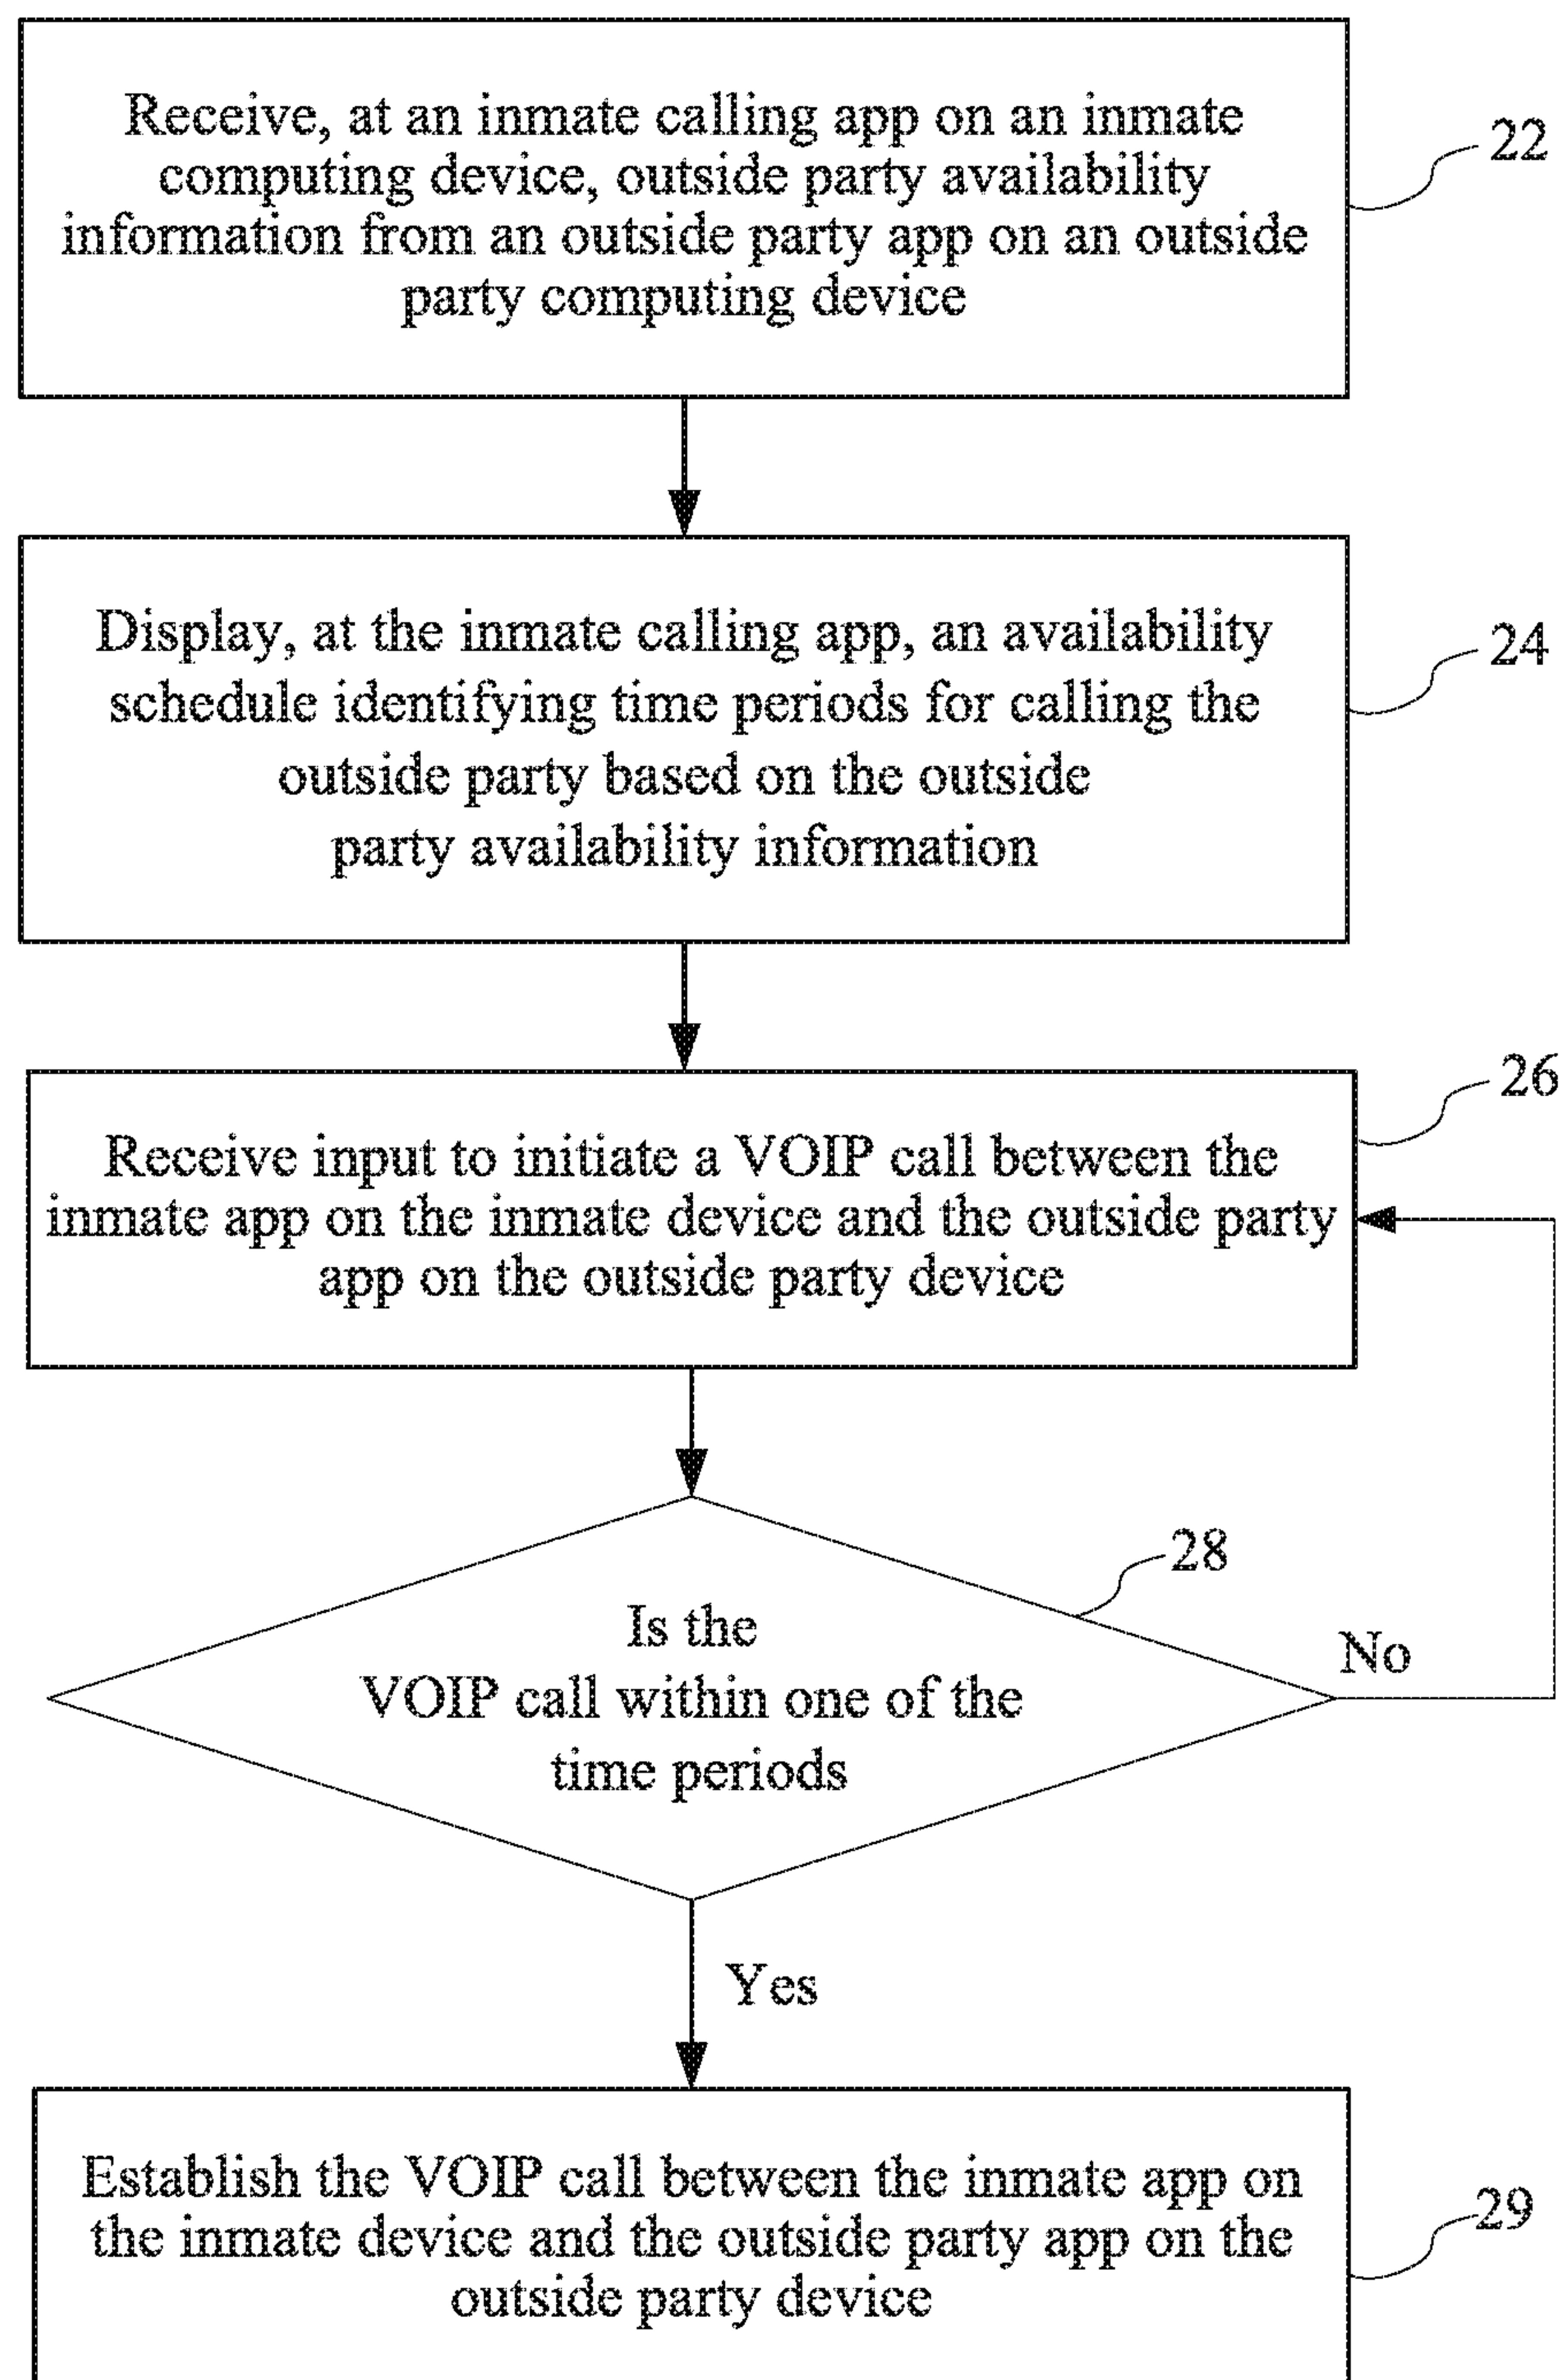 Receive, at an inmate calling app on an inmate
computing device, outside party availability
information from an outside party app on an outside
party computing device
22
Display, at the inmate calling app, an availability
schedule identifying time periods for calling the
outside party based on the outside
party availability information
24
Receive input to initiate a VOIP call between the
inmate app on the inmate device and the outside party
app on the outside party device
26
Is the
VOIP call within one of the
time periods
28
No
Yes
Establish the VOIP call between the inmate app on
the inmate device and the outside party app on the
outside party device
29